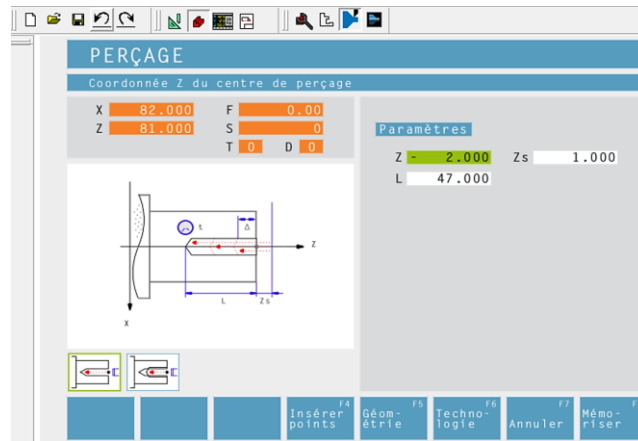 PERÇAGE
Coordonnée Z du centre de perçage
X 82.000 F 0.00
Z 81.000 S 0
T 0 D 0
Paramètres
Z - 2.000 Zs 1.000
L 47.000
t
Δ
Z
L Zs
X
F4 F5 F6 F7 F
Insérer Géom- Techno- Annuler Mémo-
points étrie logie riser